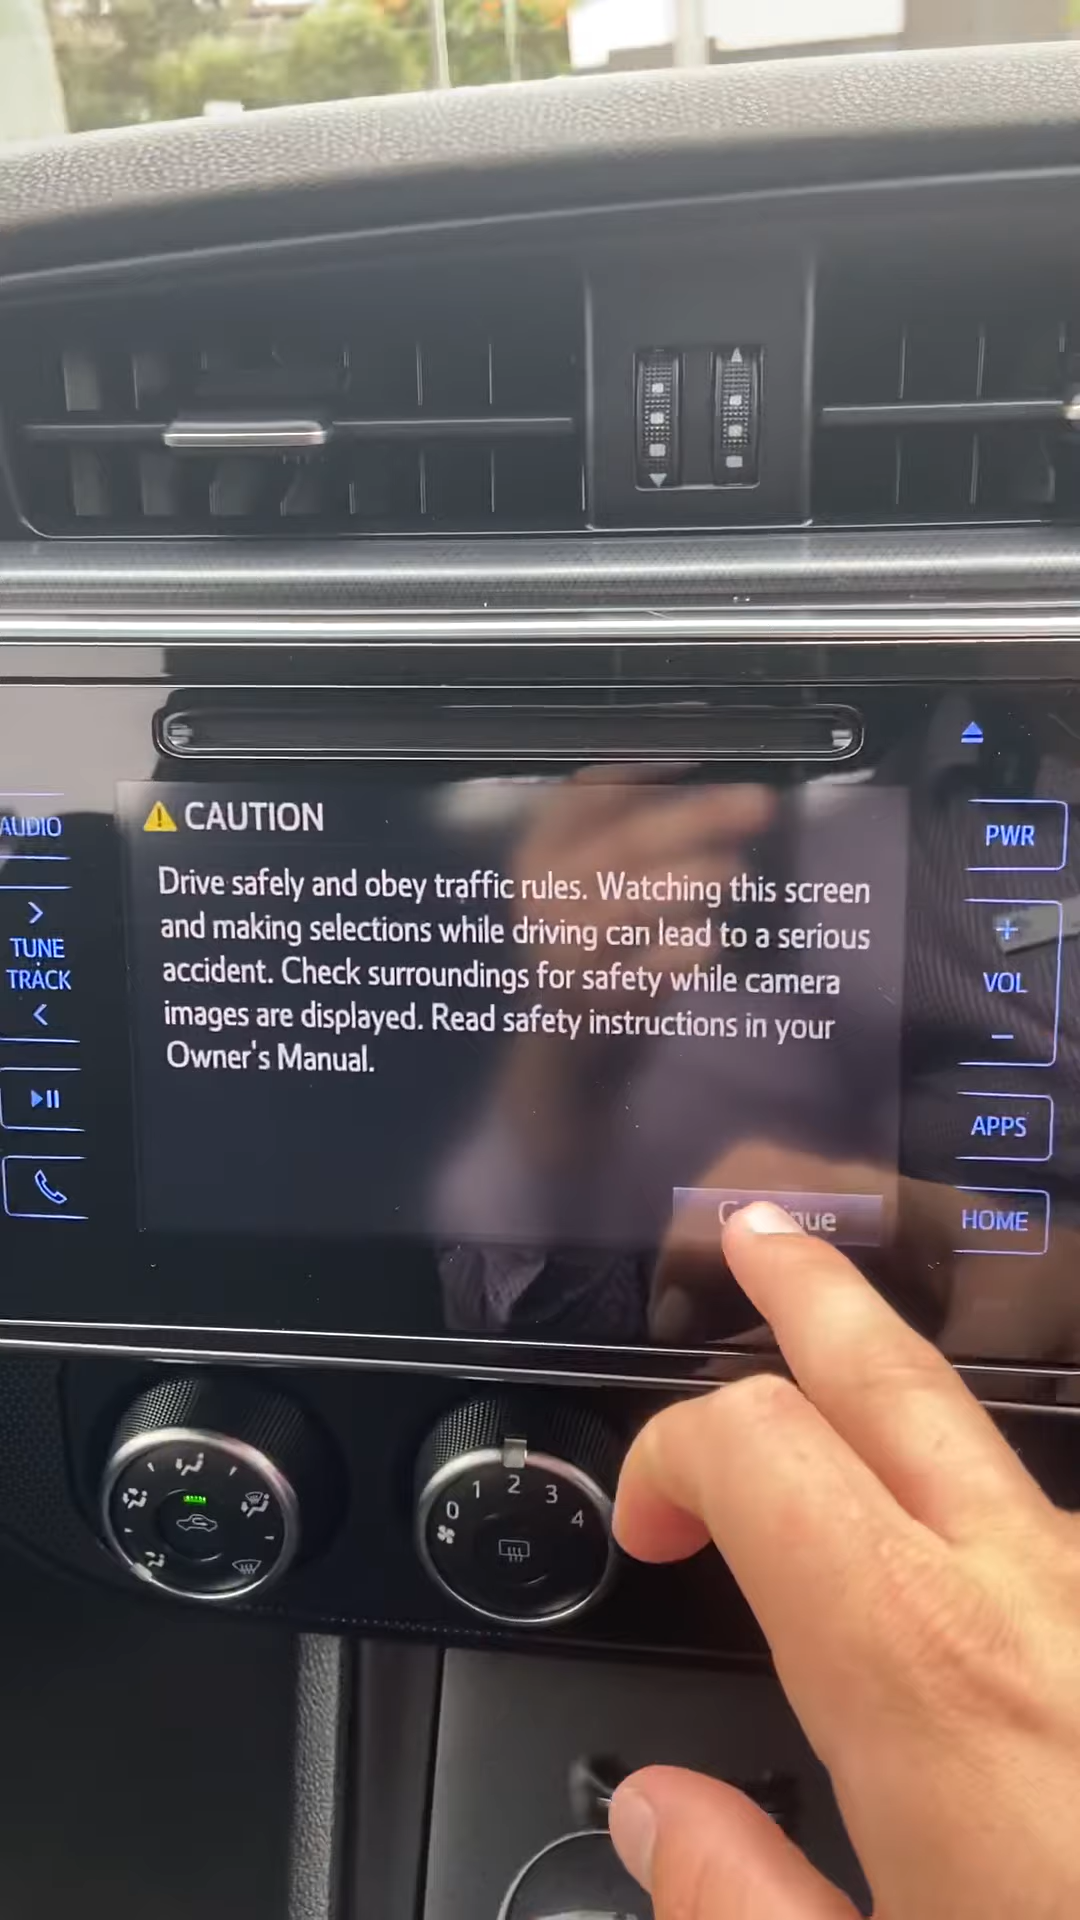 CAUTION
Drive safely and obey traffic rules. Watching this screen
and making selections while driving can lead to a serious
accident. Check surroundings for safety while camera
images are displayed. Read safety instructions in your
Owner's Manual.
AUDIO
TUNE
TRACK
PWR
+
VOL
-
APPS
HOME
0 1 2 3 4